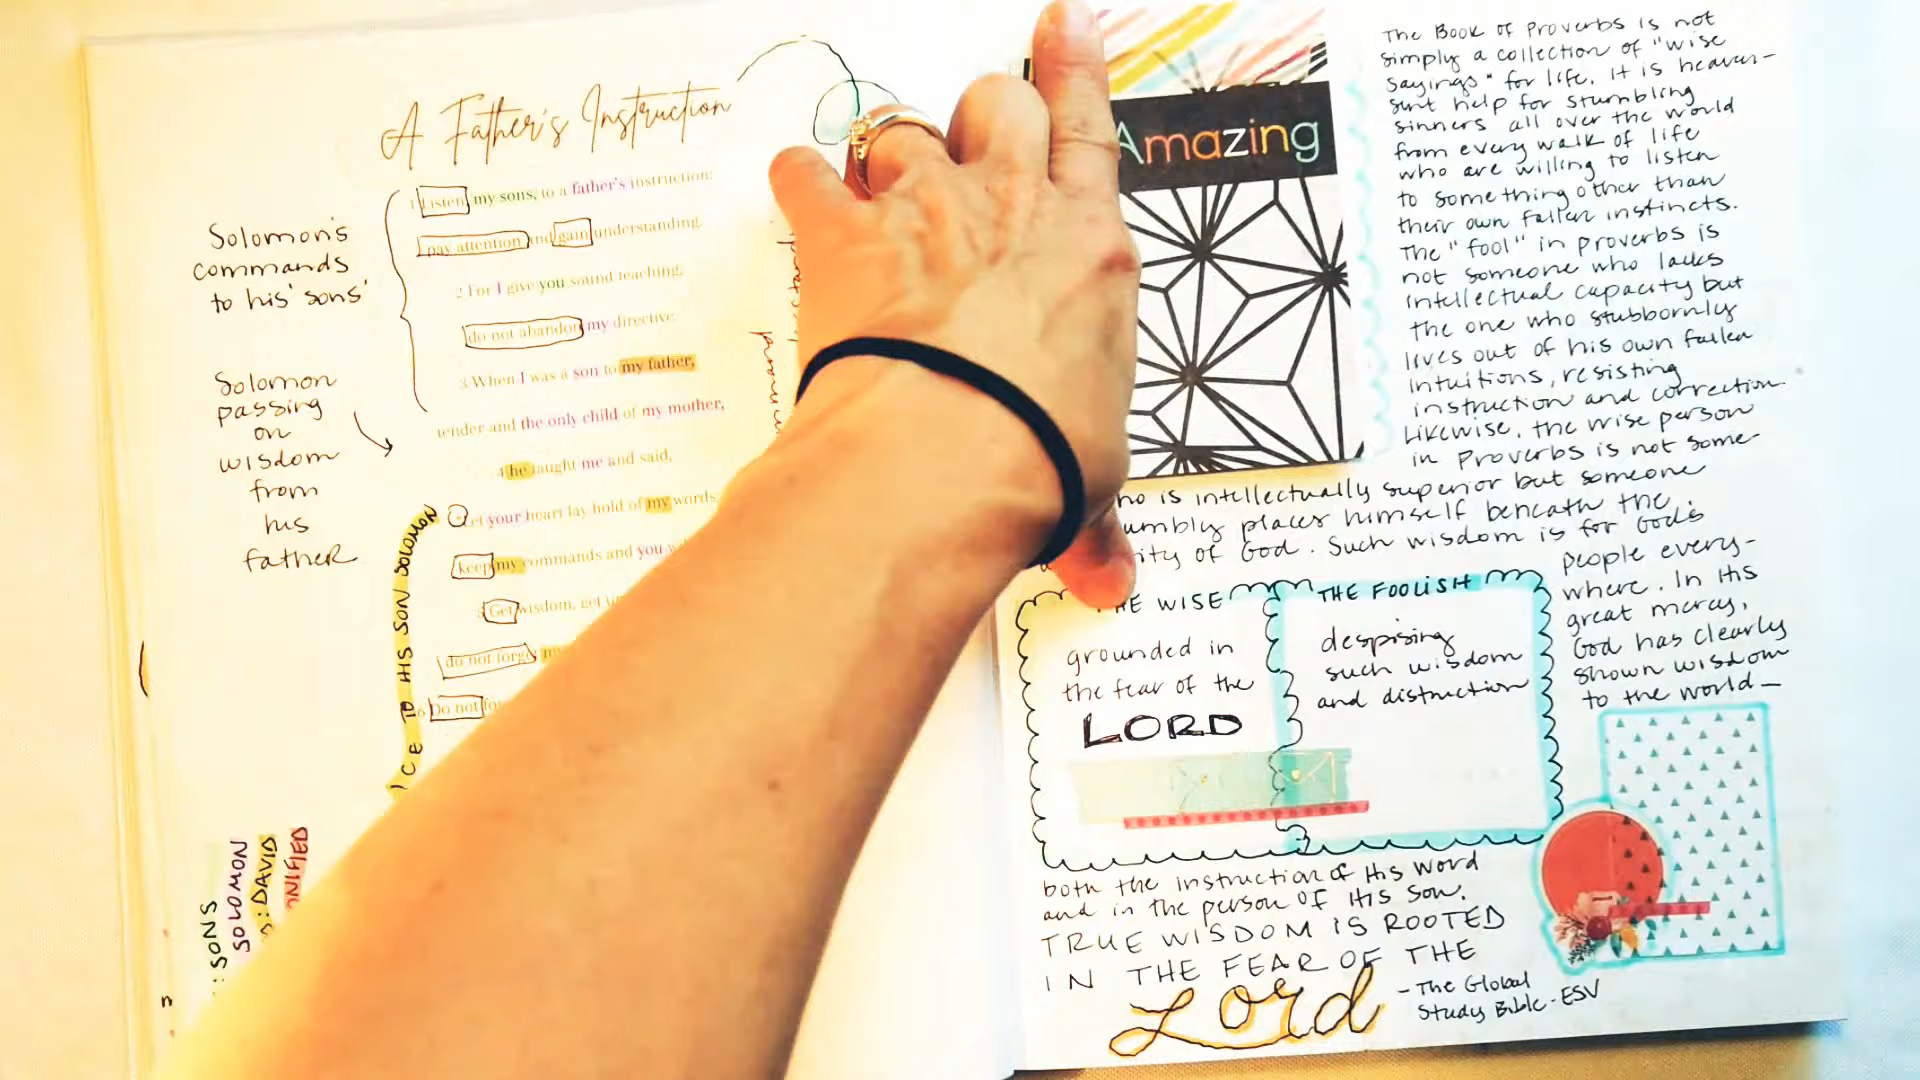 A Father's Instruction
1 Listen, my sons, to a father's instruction;
pay attention and gain understanding.
2 For I give you sound teaching;
do not abandon my directive.
3 When I was a son to my father,
tender and the only child of my mother,
4 he taught me and said,
your heart lay hold of my words;
keep my commands and you
5 Get wisdom, get
do not forget
6 Do not
Solomon's
commands
to his 'sons'
Solomon
passing
on
wisdom
from
his
father
TO HIS SON SOLOMON
: SONS
SOLOMON
: DAVID
Amazing
The Book of Proverbs is not
simply a collection of "wise
sayings" for life. It is heaven-
sent help for stumbling
sinners all over the world
from every walk of life
who are willing to listen
to something other than
their own fallen instincts.
The "fool" in proverbs is
not someone who lacks
intellectual capacity but
the one who stubbornly
lives out of his own fallen
intuitions, resisting
instruction and correction.
Likewise, the wise person
in Proverbs is not some-
ho is intellectually superior but someone
umbly places himself beneath the
ity of God. Such wisdom is for God's
people every-
where. In His
great mercy,
God has clearly
shown wisdom
to the world—
THE WISE
grounded in
the fear of the
LORD
THE FOOLISH
despising
such wisdom
and distruction
both the instruction of His Word
and in the person of His Son.
TRUE WISDOM IS ROOTED
IN THE FEAR OF THE
Lord
- The Global
Study Bible - ESV